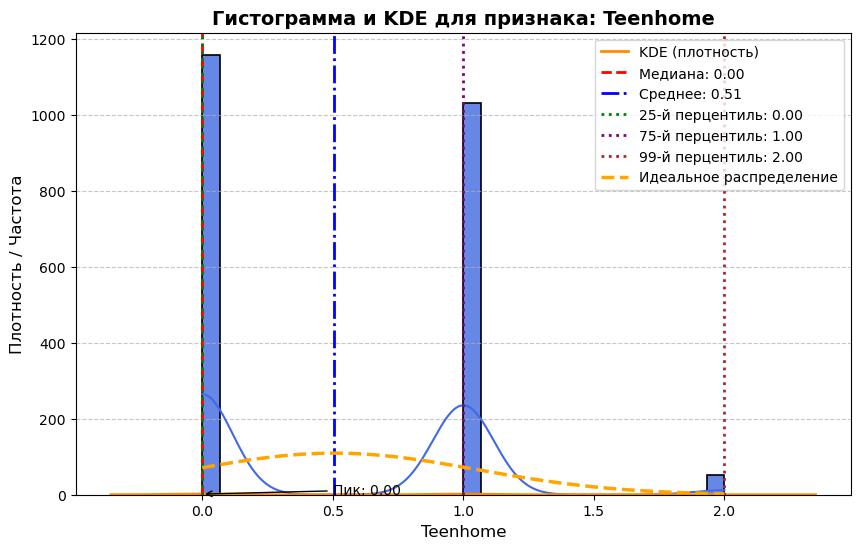 Гистограмма и KDE для признака: Teenhome
KDE (плотность)
Медиана: 0.00
Среднее: 0.51
25-й перцентиль: 0.00
75-й перцентиль: 1.00
99-й перцентиль: 2.00
Идеальное распределение
Плотность / Частота
1200
1000
800
600
400
200
0
Пик: 0.00
0.0
0.5
1.0
1.5
2.0
Teenhome